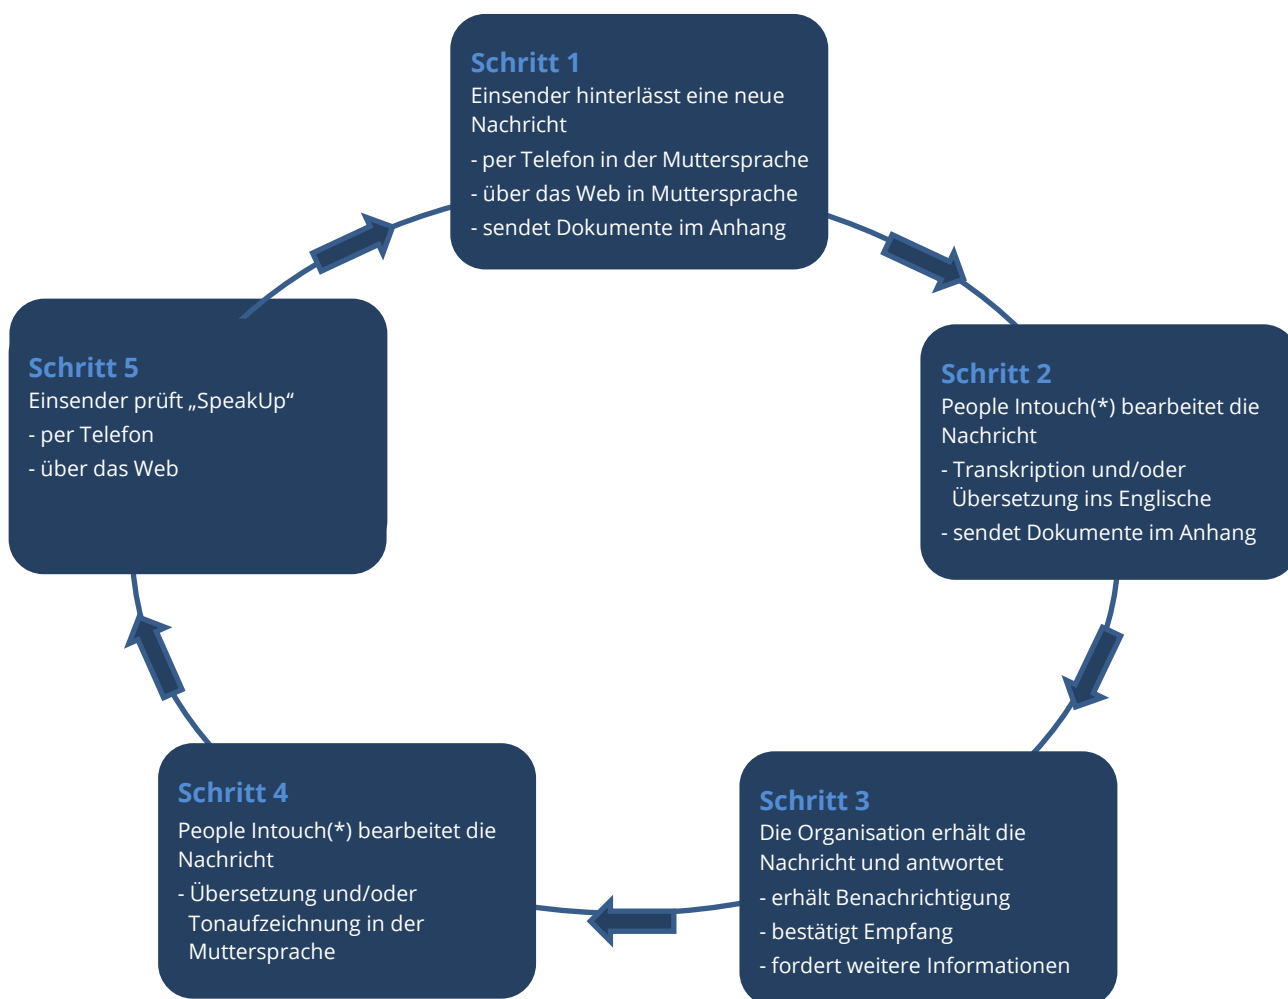 Schritt 1
Einsender hinterlässt eine neue
Nachricht
- per Telefon in der Muttersprache
- über das Web in Muttersprache
- sendet Dokumente im Anhang
Schritt 2
People Intouch(*) bearbeitet die
Nachricht
- Transkription und/oder
Übersetzung ins Englische
- sendet Dokumente im Anhang
Schritt 3
Die Organisation erhält die
Nachricht und antwortet
- erhält Benachrichtigung
- bestätigt Empfang
- fordert weitere Informationen
Schritt 4
People Intouch(*) bearbeitet die
Nachricht
- Übersetzung und/oder
Tonaufzeichnung in der
Muttersprache
Schritt 5
Einsender prüft „SpeakUp“
- per Telefon
- über das Web